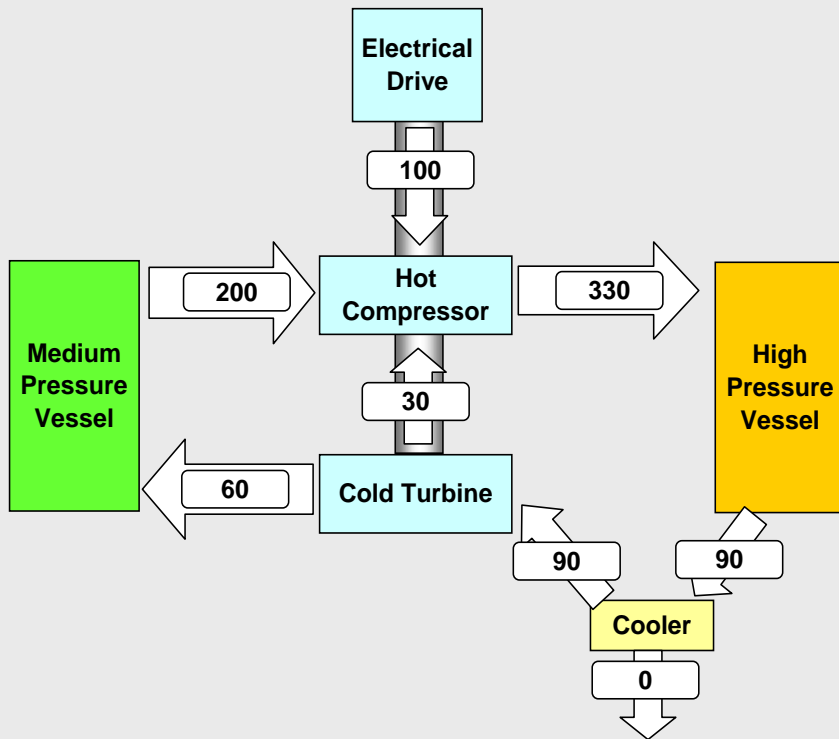 Electrical
Drive
100
200
Hot
Compressor
330
Medium
Pressure
Vessel
High
Pressure
Vessel
30
60
Cold Turbine
90
90
Cooler
0